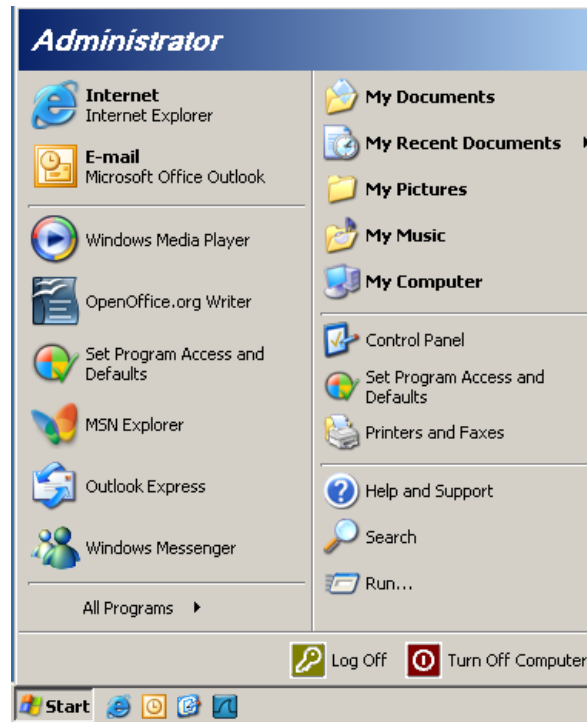 Administrator
Internet
Internet Explorer
E-mail
Microsoft Office Outlook
Windows Media Player
OpenOffice.org Writer
Set Program Access and
Defaults
MSN Explorer
Outlook Express
Windows Messenger
All Programs
My Documents
My Recent Documents
My Pictures
My Music
My Computer
Control Panel
Set Program Access and
Defaults
Printers and Faxes
Help and Support
Search
Run...
Log Off
Turn Off Computer
Start